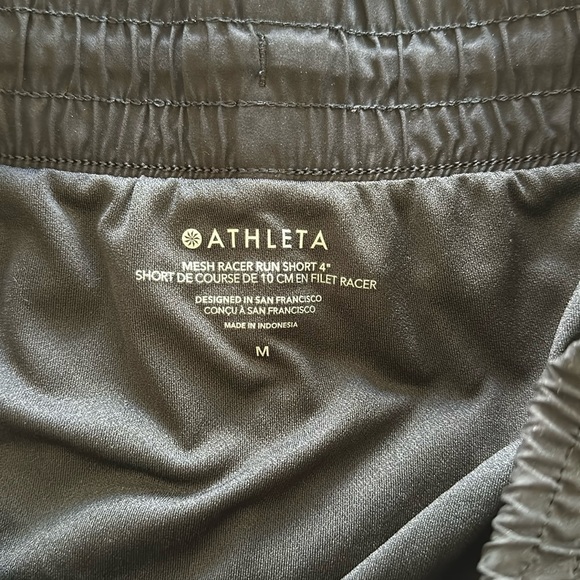 ATHLETA
MESH RACER RUN SHORT 4"
SHORT DE COURSE DE 10 CM EN FILET RACER
DESIGNED IN SAN FRANCISCO
CONÇU À SAN FRANCISCO
MADE IN INDONESIA
M